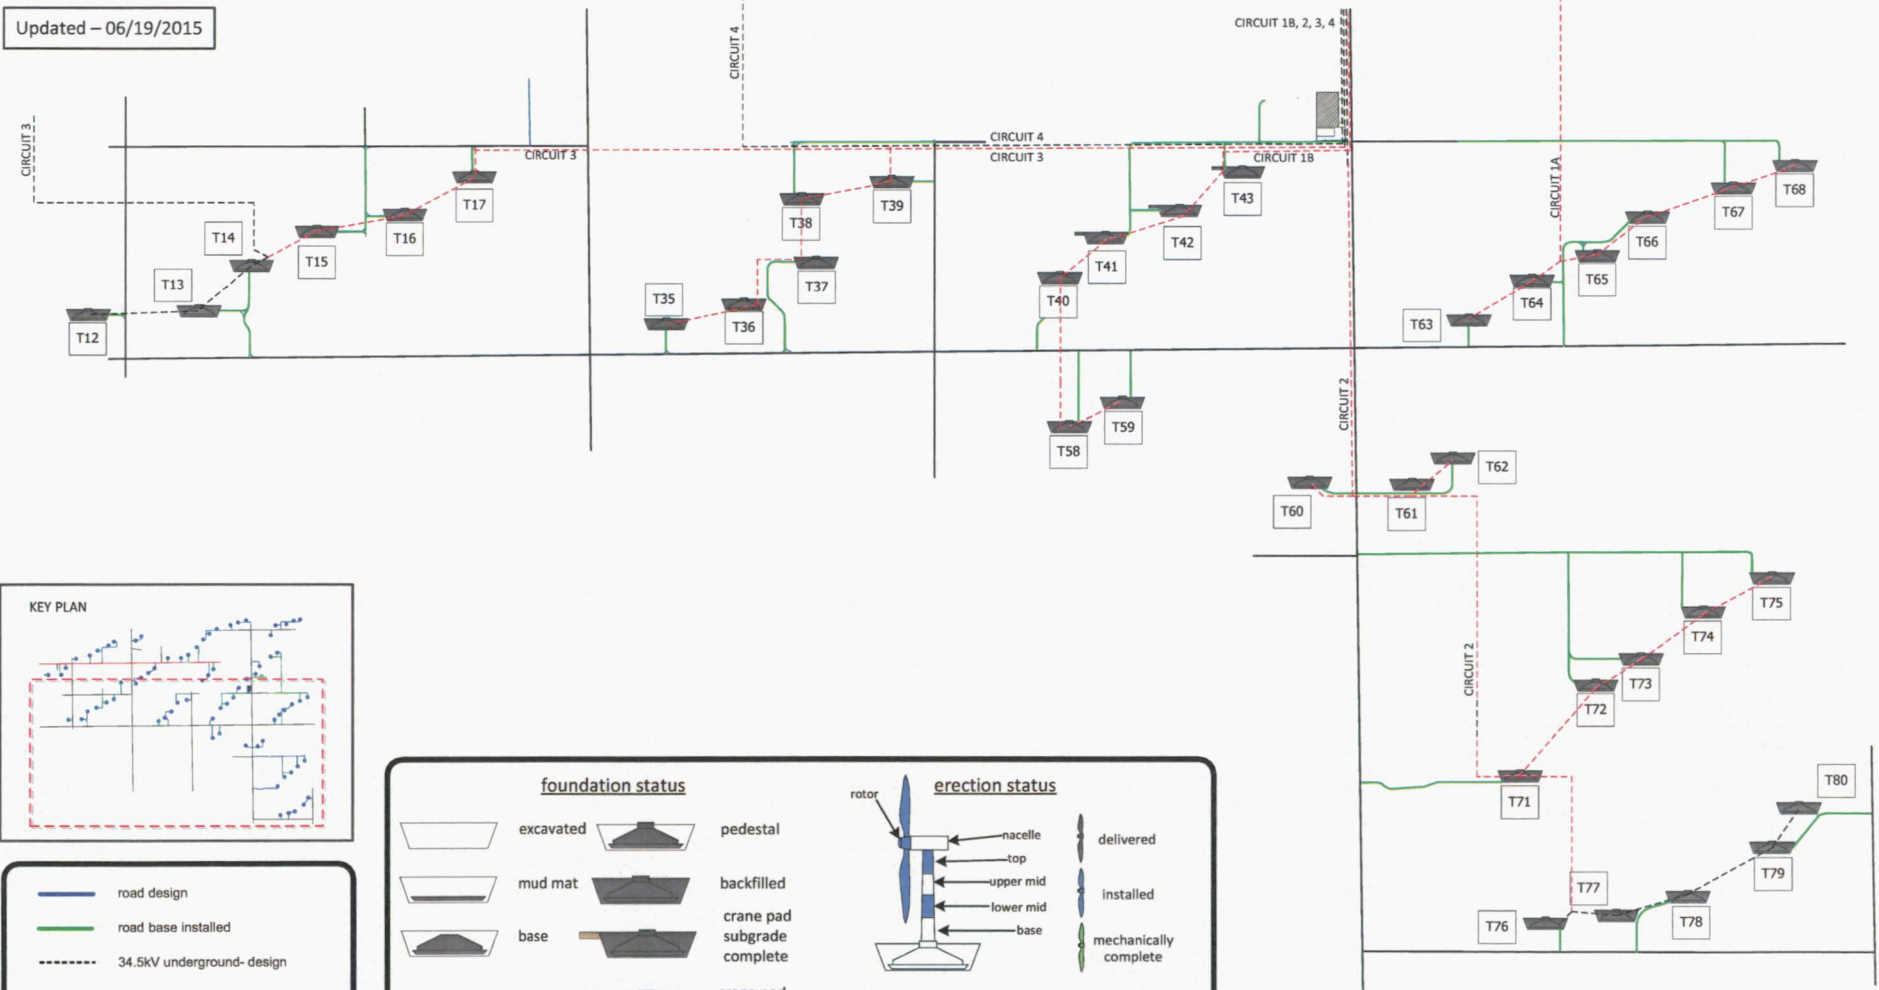 Updated – 06/19/2015
CIRCUIT 3
CIRCUIT 4
CIRCUIT 1B, 2, 3, 4
CIRCUIT 3
CIRCUIT 4
CIRCUIT 3
CIRCUIT 1B
CIRCUIT 1A
T12
T13
T14
T15
T16
T17
T35
T36
T37
T38
T39
T40
T41
T42
T43
T58
T59
T63
T64
T65
T66
T67
T68
CIRCUIT 2
T60
T61
T62
CIRCUIT 2
T71
T72
T73
T74
T75
T76
T77
T78
T79
T80
KEY PLAN
road design
road base installed
34.5kV underground- design
foundation status
excavated
pedestal
mud mat
backfilled
base
crane pad
subgrade
complete
erection status
rotor
nacelle
top
upper mid
lower mid
base
delivered
installed
mechanically
complete